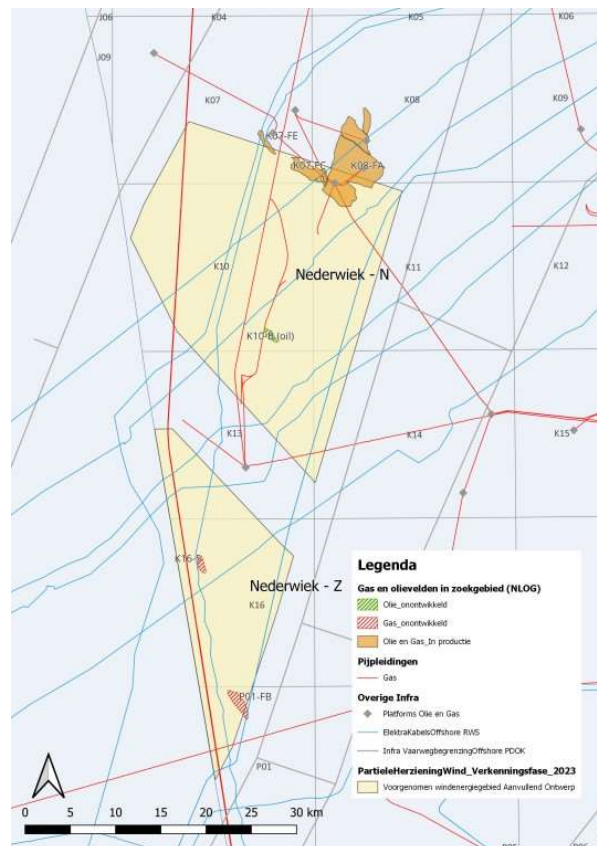 J06
K04
K05
K06
J09
K07
K08
K09
K07-FE
K07-FC
K08-FA
K10
K11
K12
Nederwiek - N
K10-B (oil)
K13
K14
K15
Nederwiek - Z
K16
P01-FB
P01
Legenda
Gas en olievelden in zoekgebied (NLOG)
Olie_onontwikkeld
Gas_onontwikkeld
Olie en Gas_In productie
Pijpleidingen
Gas
Overige Infra
Platforms Olie en Gas
ElektraKabelsOffshore RWS
Infra VaarwegbegrenzingOffshore PDOK
PartieleHerzieningWind_Verkenningsfase_2023
Voorgenomen windenergiegebied Aanvullend Ontwerp
0 5 10 15 20 25 30 km